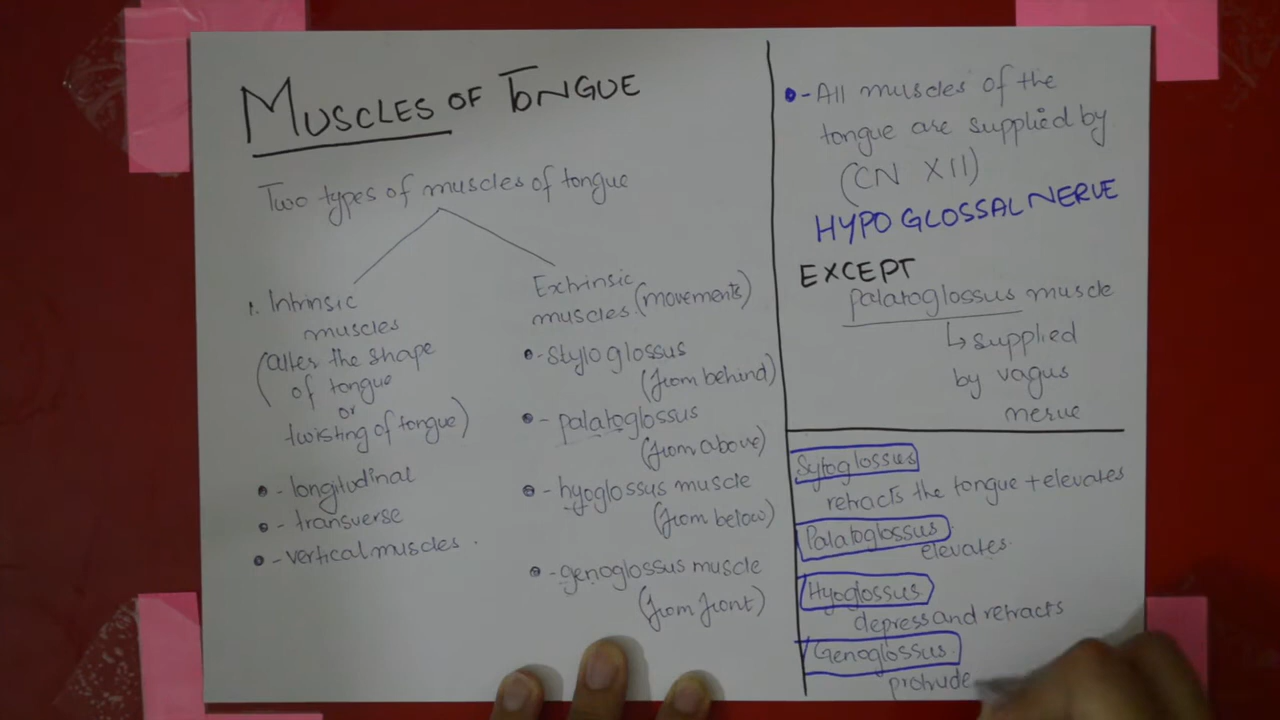 MUSCLES OF TONGUE
Two types of muscles of tongue
1. Intrinsic
muscles
(alter the shape
of tongue
or
twisting of tongue)
- longitudinal
- transverse
- vertical muscles.
Extrinsic
muscles. (movements)
- styloglossus
(from behind)
- palatoglossus
(from above)
- hyoglossus muscle
(from below)
- genoglossus muscle
(from front)
- All muscles of the
tongue are supplied by
(CN XII)
HYPOGLOSSAL NERVE
EXCEPT
palatoglossus muscle
↳ supplied
by vagus
nerve
Syloglossus
retracts the tongue + elevates
Palatoglossus
elevates.
Hyoglossus
depress and retracts
Genoglossus.
protrude